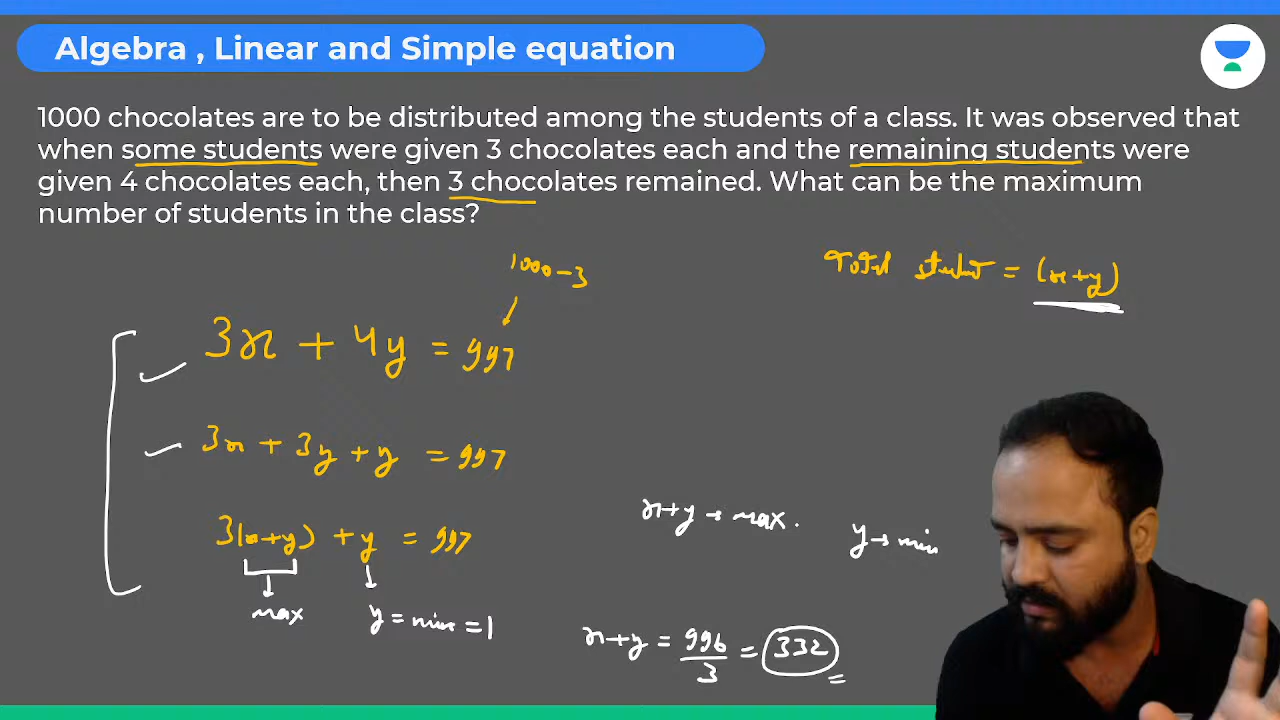 Algebra , Linear and Simple equation
1000 chocolates are to be distributed among the students of a class. It was observed that
when some students were given 3 chocolates each and the remaining students were
given 4 chocolates each, then 3 chocolates remained. What can be the maximum
number of students in the class?
1000-3
Total student = (x+y)
3x + 4y = 997
3x + 3y + y = 997
x+y → max.
y → min
3(x+y) + y = 997
max
y = min = 1
x+y = 996/3 = 332